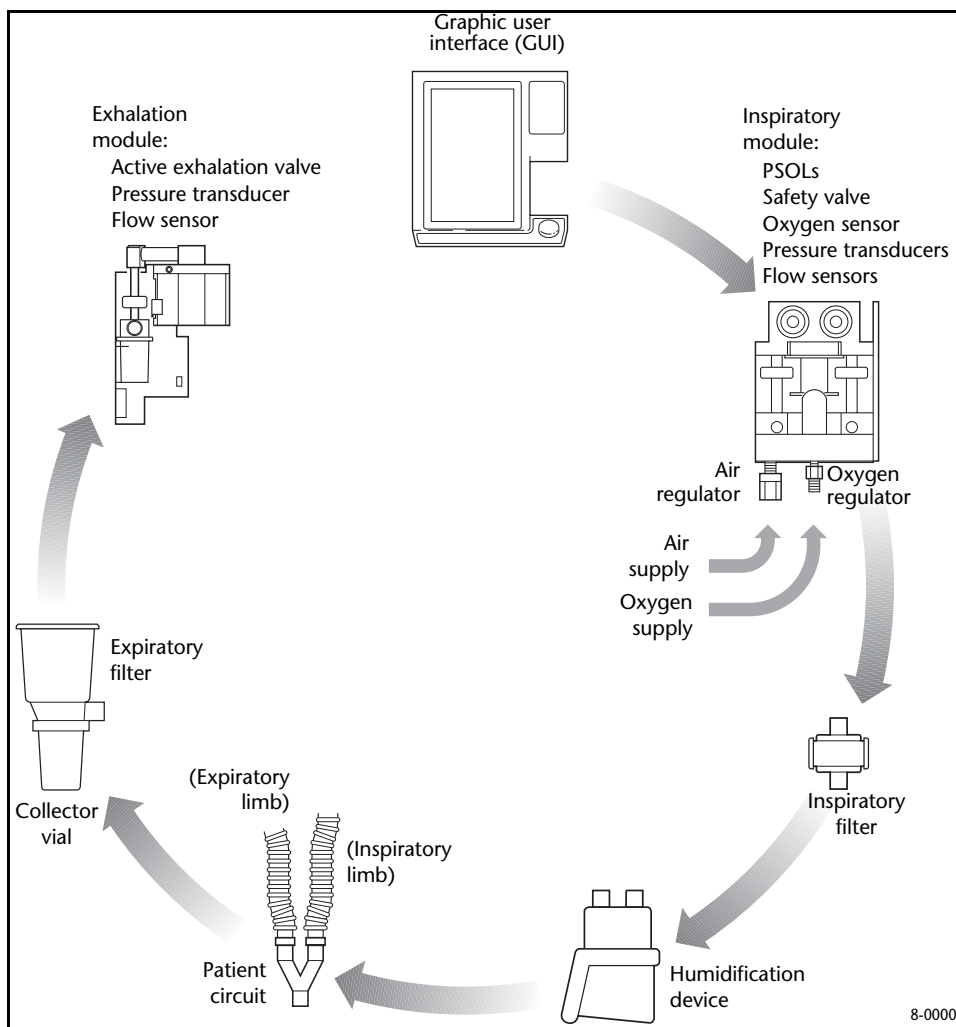 Graphic user
interface (GUI)
Exhalation
module:
Active exhalation valve
Pressure transducer
Flow sensor
Inspiratory
module:
PSOLs
Safety valve
Oxygen sensor
Pressure transducers
Flow sensors
Air
regulator
Oxygen
regulator
Air
supply
Oxygen
supply
Expiratory
filter
Collector
vial
(Expiratory
limb)
(Inspiratory
limb)
Patient
circuit
Inspiratory
filter
Humidification
device
8-0000